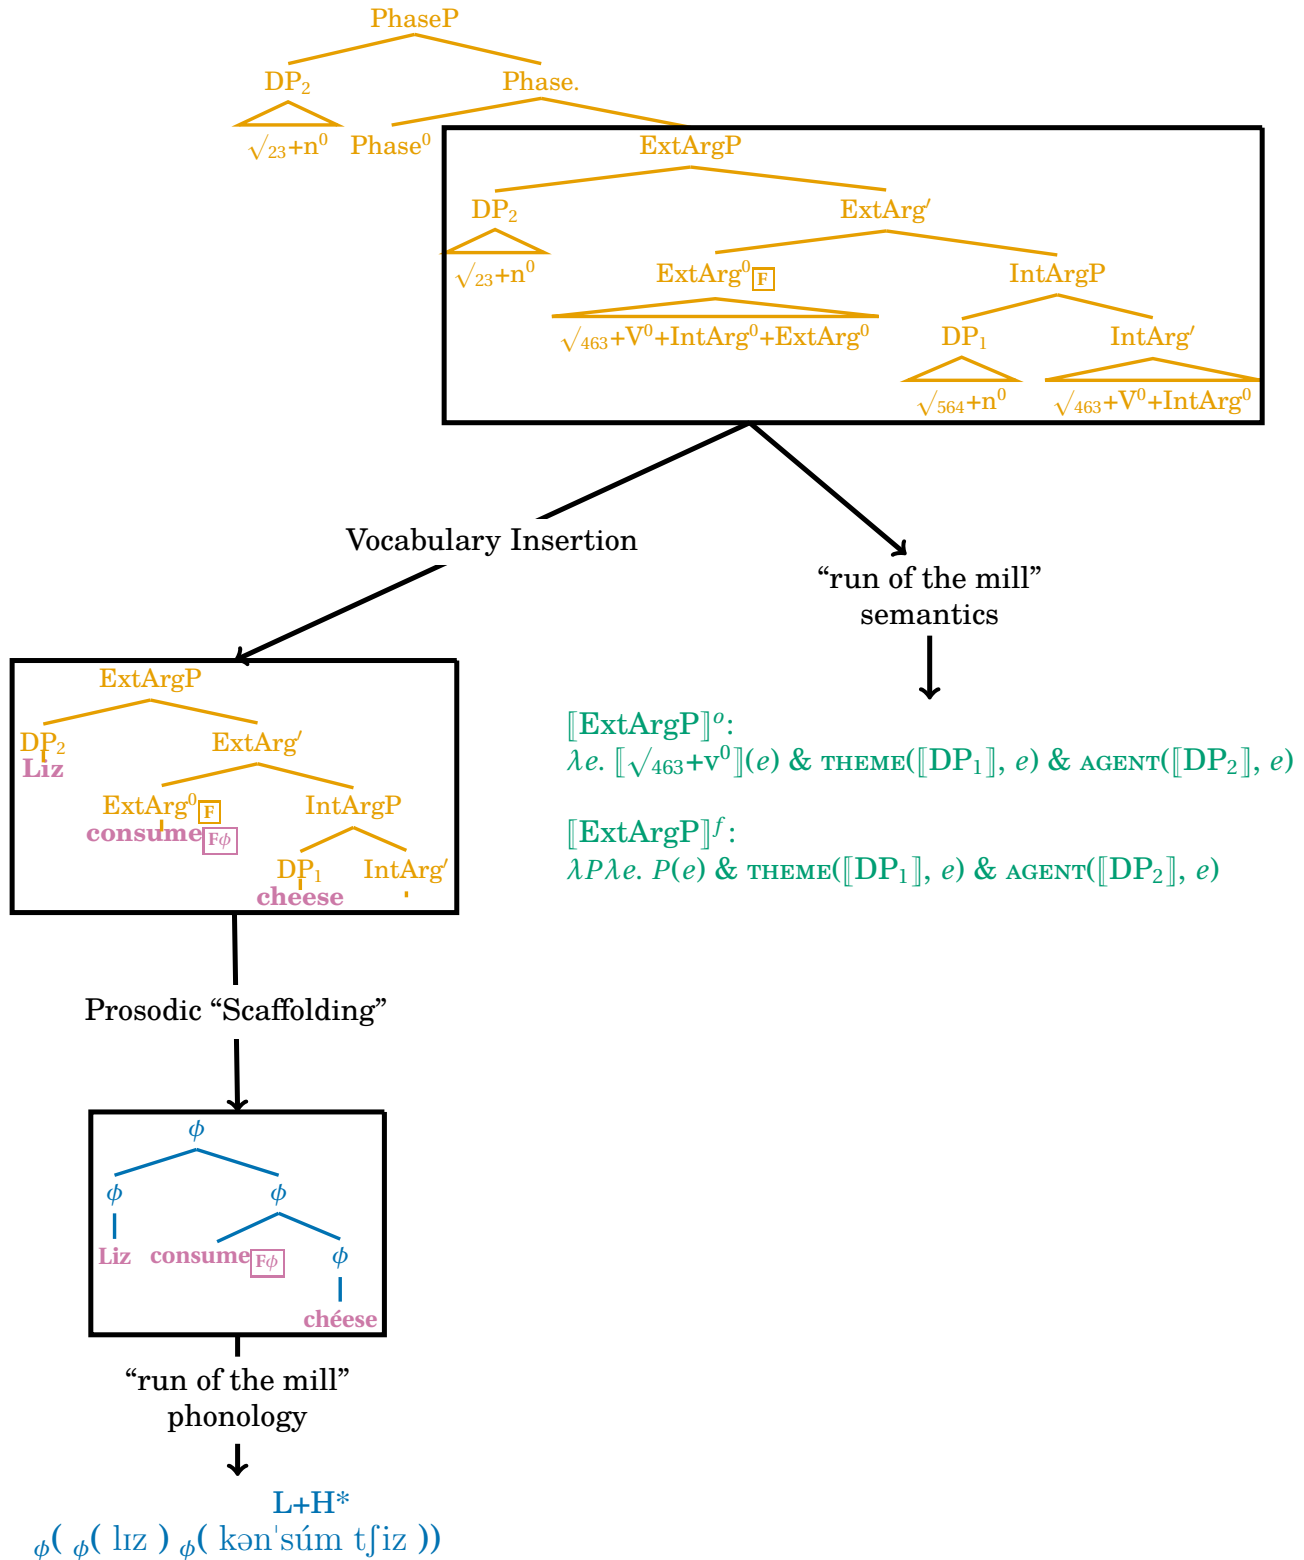 PhaseP
DP₂ Phase.
√₂₃+n⁰ Phase⁰
ExtArgP
DP₂ ExtArg′
√₂₃+n⁰ ExtArg⁰ F IntArgP
√₄₆₃+V⁰+IntArg⁰+ExtArg⁰ DP₁ IntArg′
√₅₆₄+n⁰ √₄₆₃+V⁰+IntArg⁰
Vocabulary Insertion
“run of the mill”
semantics
ExtArgP
DP₂ ExtArg′
Liz
ExtArg⁰ F IntArgP
consume Fϕ
DP₁ IntArg′
cheese
⟦ExtArgP⟧ᵒ:
λe. ⟦√₄₆₃+v⁰⟧(e) & THEME(⟦DP₁⟧, e) & AGENT(⟦DP₂⟧, e)
⟦ExtArgP⟧ᶠ:
λPλe. P(e) & THEME(⟦DP₁⟧, e) & AGENT(⟦DP₂⟧, e)
Prosodic “Scaffolding”
ϕ
ϕ ϕ
Liz consume Fϕ ϕ
chéese
“run of the mill”
phonology
L+H*
ϕ( ϕ( lɪz ) ϕ( kənˈsúm tʃiz ))